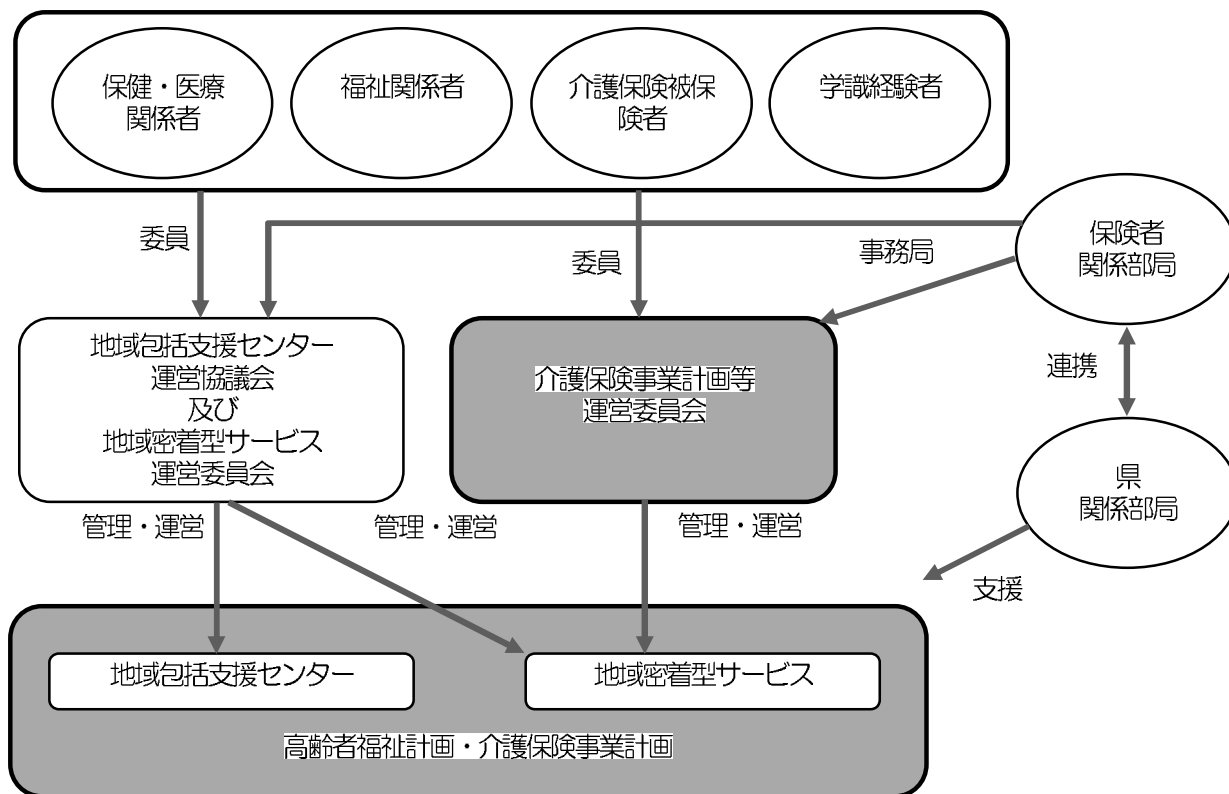 保健・医療
関係者
福祉関係者
介護保険被保
険者
学識経験者
委員
委員
事務局
保険者
関係部局
地域包括支援センター
運営協議会
及び
地域密着型サービス
運営委員会
介護保険事業計画等
運営委員会
連携
県
関係部局
管理・運営
管理・運営
管理・運営
支援
地域包括支援センター
地域密着型サービス
高齢者福祉計画・介護保険事業計画